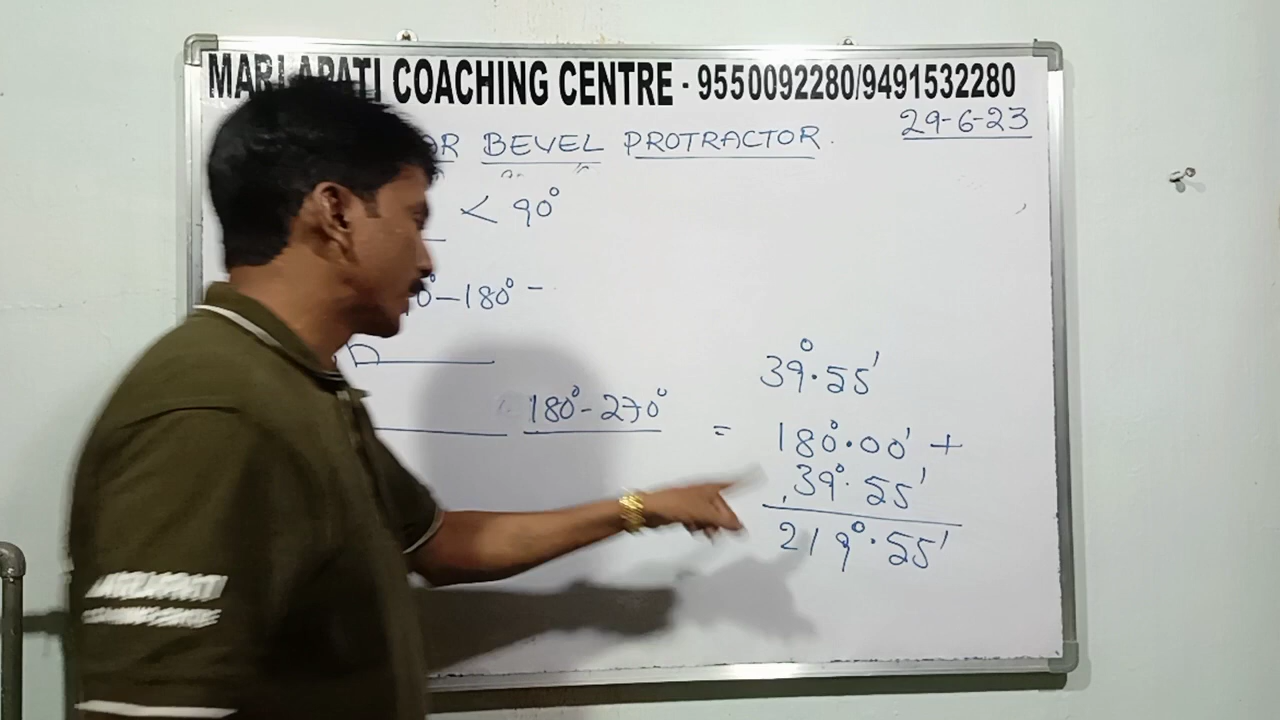 COACHING CENTRE - 9550092280/9491532280
29-6-23
OR BEVEL PROTRACTOR.
< 90°
0°-180° -
39°.55'
180°-270° = 180°.00' +
39°.55'
219°.55'